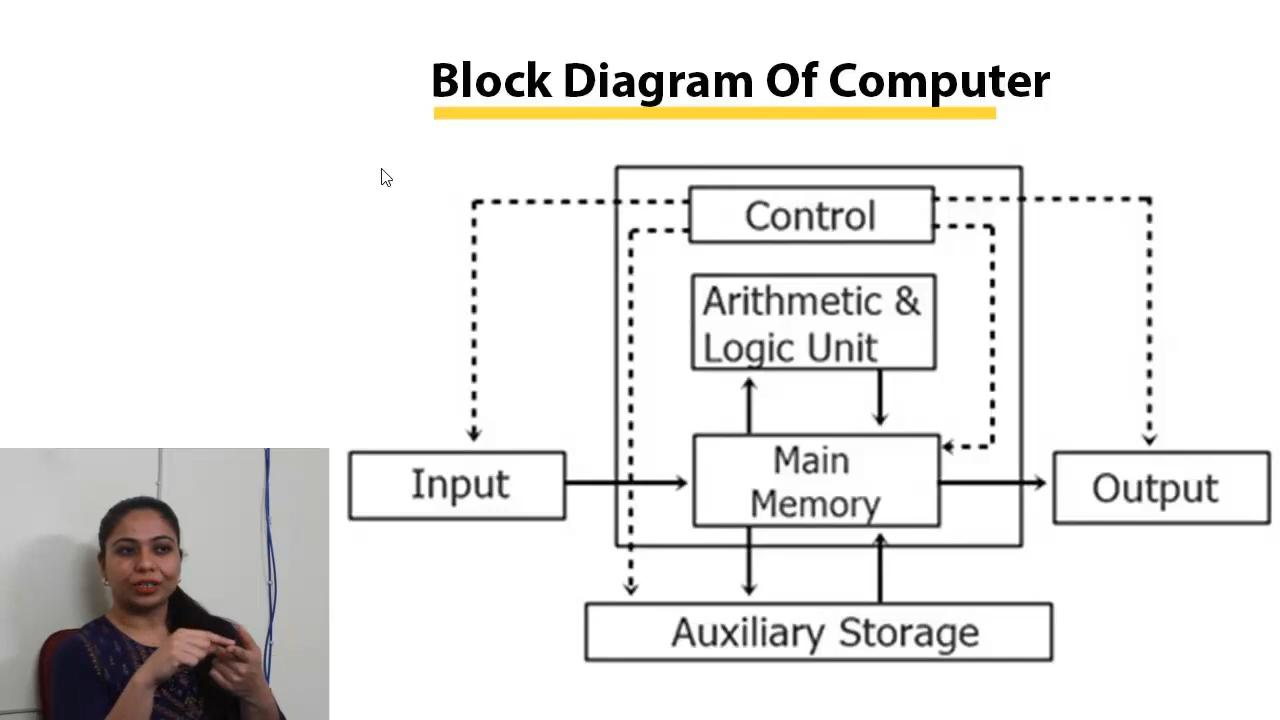 Block Diagram Of Computer
Control
Arithmetic &
Logic Unit
Input
Main
Memory
Output
Auxiliary Storage